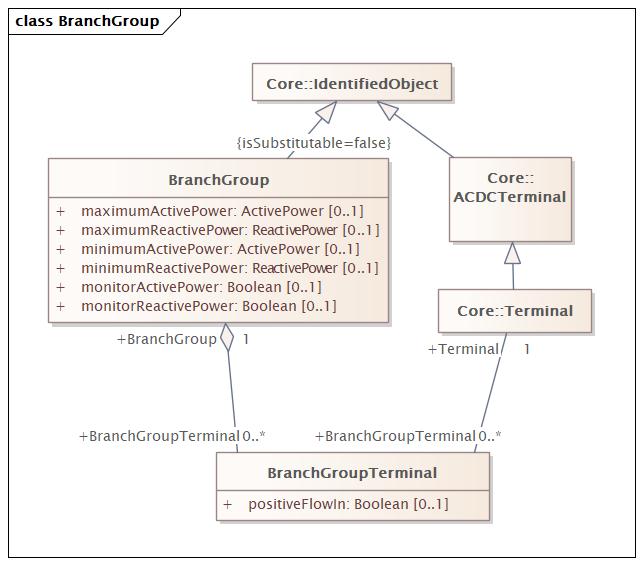 class BranchGroup
Core::IdentifiedObject
{isSubstitutable=false}
BranchGroup
+ maximumActivePower: ActivePower [0..1]
+ maximumReactivePower: ReactivePower [0..1]
+ minimumActivePower: ActivePower [0..1]
+ minimumReactivePower: ReactivePower [0..1]
+ monitorActivePower: Boolean [0..1]
+ monitorReactivePower: Boolean [0..1]
Core::
ACDCTerminal
Core::Terminal
+BranchGroup 1
+Terminal 1
+BranchGroupTerminal 0..*
+BranchGroupTerminal 0..*
BranchGroupTerminal
+ positiveFlowIn: Boolean [0..1]